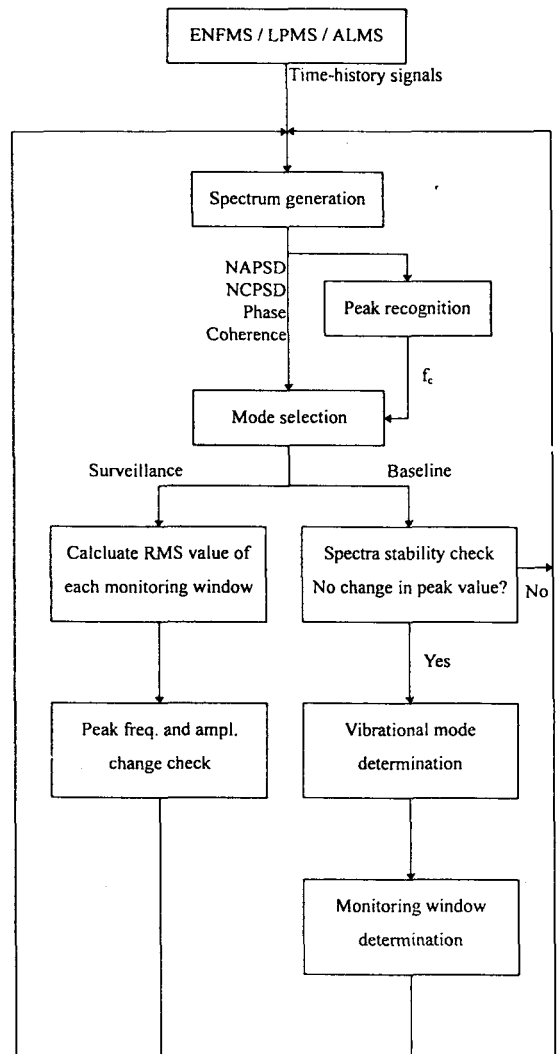 ENFMS / LPMS / ALMS
Time-history signals
Spectrum generation
NAPSD
NCPSD
Phase
Coherence
Peak recognition
f_c
Mode selection
Surveillance
Baseline
Calcluate RMS value of
each monitoring window
Spectra stability check
No change in peak value?
No
Yes
Peak freq. and ampl.
change check
Vibrational mode
determination
Monitoring window
determination